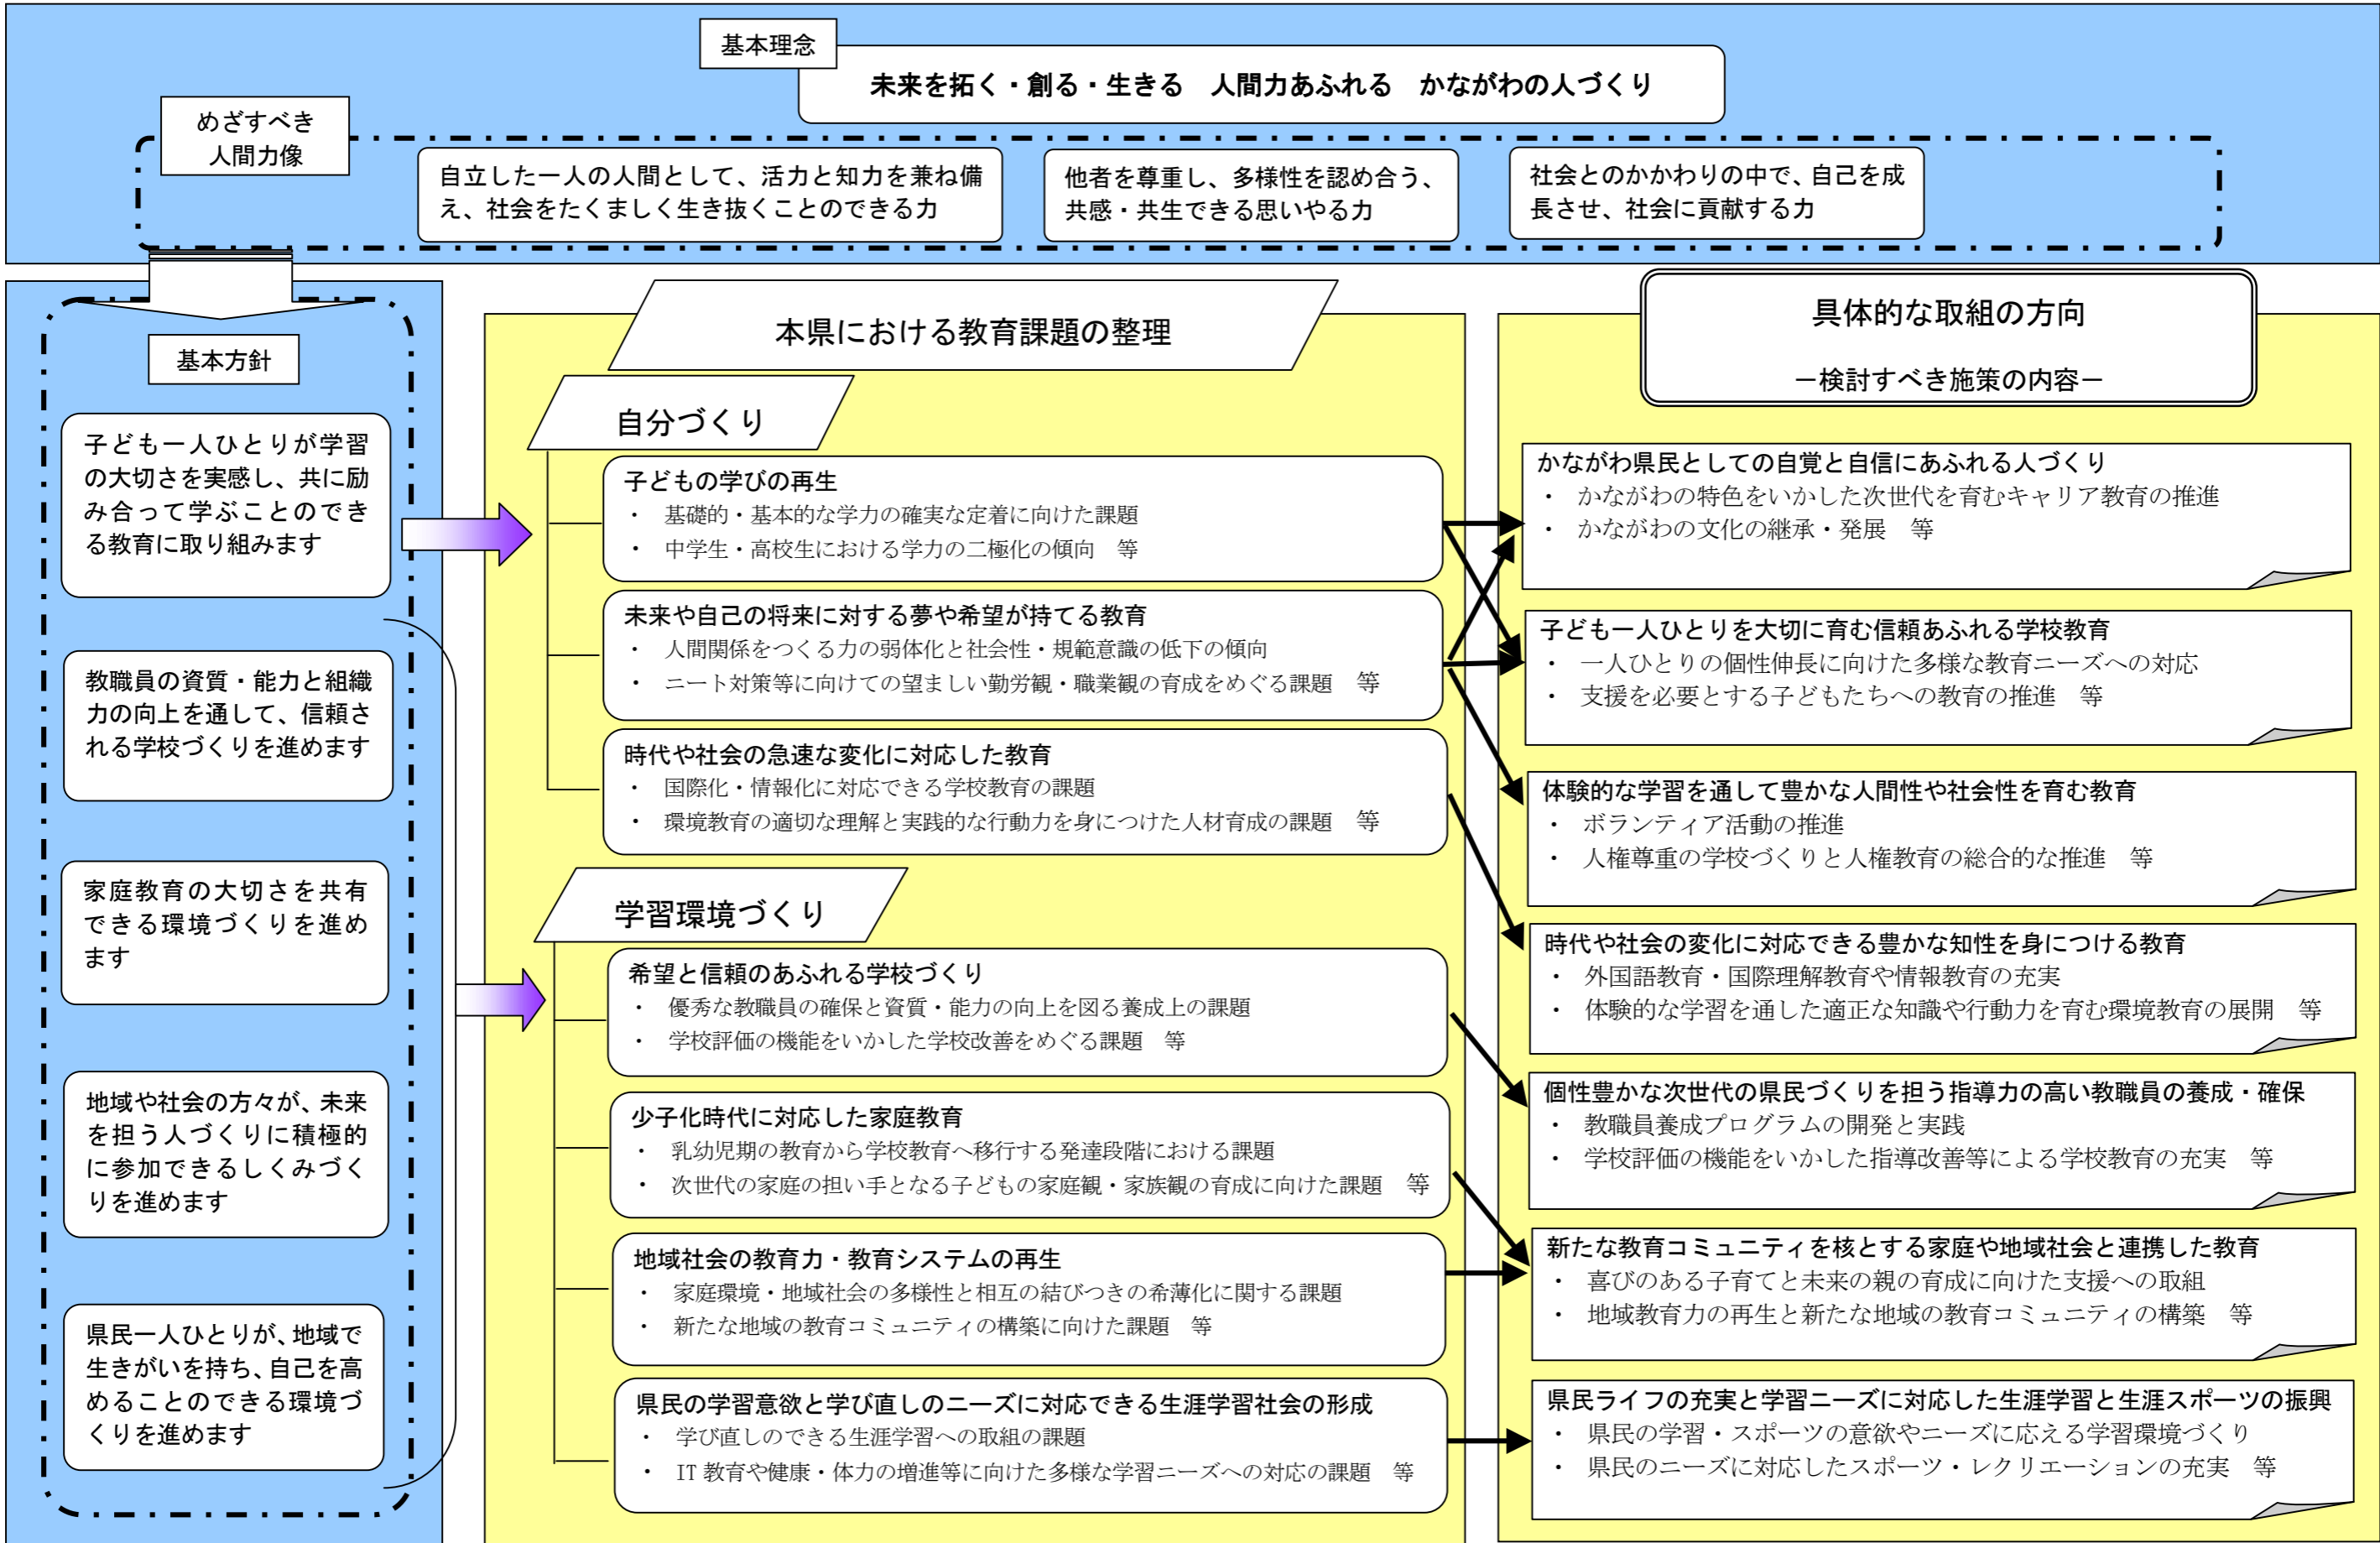 基本理念
未来を拓く・創る・生きる　人間力あふれる　かながわの人づくり
めざすべき
人間力像
自立した一人の人間として、活力と知力を兼ね備
え、社会をたくましく生き抜くことのできる力
他者を尊重し、多様性を認め合う、
共感・共生できる思いやる力
社会とのかかわりの中で、自己を成
長させ、社会に貢献する力
基本方針
子ども一人ひとりが学習
の大切さを実感し、共に励
み合って学ぶことのでき
る教育に取り組みます
教職員の資質・能力と組織
力の向上を通して、信頼さ
れる学校づくりを進めます
家庭教育の大切さを共有
できる環境づくりを進め
ます
地域や社会の方々が、未来
を担う人づくりに積極的
に参加できるしくみづく
りを進めます
県民一人ひとりが、地域で
生きがいを持ち、自己を高
めることのできる環境づ
くりを進めます
本県における教育課題の整理
自分づくり
子どもの学びの再生
・　基礎的・基本的な学力の確実な定着に向けた課題
・　中学生・高校生における学力の二極化の傾向　等
未来や自己の将来に対する夢や希望が持てる教育
・　人間関係をつくる力の弱体化と社会性・規範意識の低下の傾向
・　ニート対策等に向けての望ましい勤労観・職業観の育成をめぐる課題　等
時代や社会の急速な変化に対応した教育
・　国際化・情報化に対応できる学校教育の課題
・　環境教育の適切な理解と実践的な行動力を身につけた人材育成の課題　等
学習環境づくり
希望と信頼のあふれる学校づくり
・　優秀な教職員の確保と資質・能力の向上を図る養成上の課題
・　学校評価の機能をいかした学校改善をめぐる課題　等
少子化時代に対応した家庭教育
・　乳幼児期の教育から学校教育へ移行する発達段階における課題
・　次世代の家庭の担い手となる子どもの家庭観・家族観の育成に向けた課題　等
地域社会の教育力・教育システムの再生
・　家庭環境・地域社会の多様性と相互の結びつきの希薄化に関する課題
・　新たな地域の教育コミュニティの構築に向けた課題　等
県民の学習意欲と学び直しのニーズに対応できる生涯学習社会の形成
・　学び直しのできる生涯学習への取組の課題
・　IT 教育や健康・体力の増進等に向けた多様な学習ニーズへの対応の課題　等
具体的な取組の方向
－検討すべき施策の内容－
かながわ県民としての自覚と自信にあふれる人づくり
・　かながわの特色をいかした次世代を育むキャリア教育の推進
・　かながわの文化の継承・発展　等
子ども一人ひとりを大切に育む信頼あふれる学校教育
・　一人ひとりの個性伸長に向けた多様な教育ニーズへの対応
・　支援を必要とする子どもたちへの教育の推進　等
体験的な学習を通して豊かな人間性や社会性を育む教育
・　ボランティア活動の推進
・　人権尊重の学校づくりと人権教育の総合的な推進　等
時代や社会の変化に対応できる豊かな知性を身につける教育
・　外国語教育・国際理解教育や情報教育の充実
・　体験的な学習を通した適正な知識や行動力を育む環境教育の展開　等
個性豊かな次世代の県民づくりを担う指導力の高い教職員の養成・確保
・　教職員養成プログラムの開発と実践
・　学校評価の機能をいかした指導改善等による学校教育の充実　等
新たな教育コミュニティを核とする家庭や地域社会と連携した教育
・　喜びのある子育てと未来の親の育成に向けた支援への取組
・　地域教育力の再生と新たな地域の教育コミュニティの構築　等
県民ライフの充実と学習ニーズに対応した生涯学習と生涯スポーツの振興
・　県民の学習・スポーツの意欲やニーズに応える学習環境づくり
・　県民のニーズに対応したスポーツ・レクリエーションの充実　等